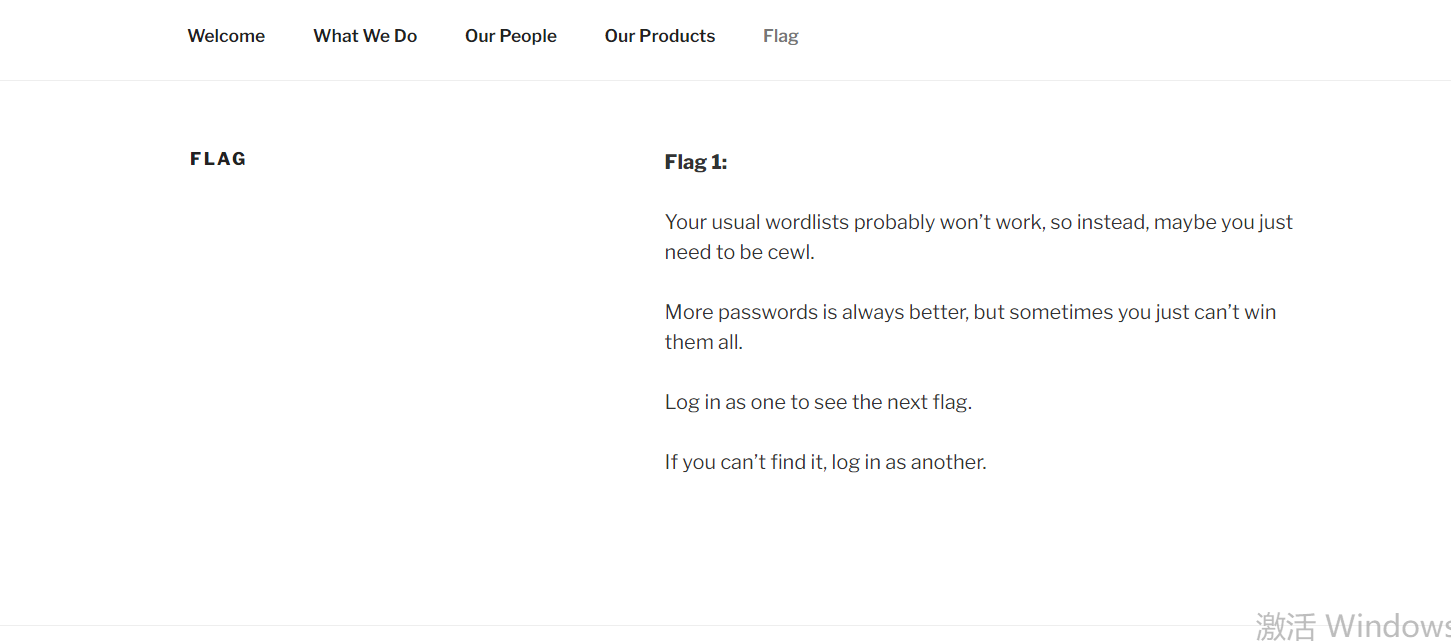 Welcome What We Do Our People Our Products Flag
FLAG
Flag 1:
Your usual wordlists probably won’t work, so instead, maybe you just
need to be cewl.
More passwords is always better, but sometimes you just can’t win
them all.
Log in as one to see the next flag.
If you can’t find it, log in as another.
激活 Windows